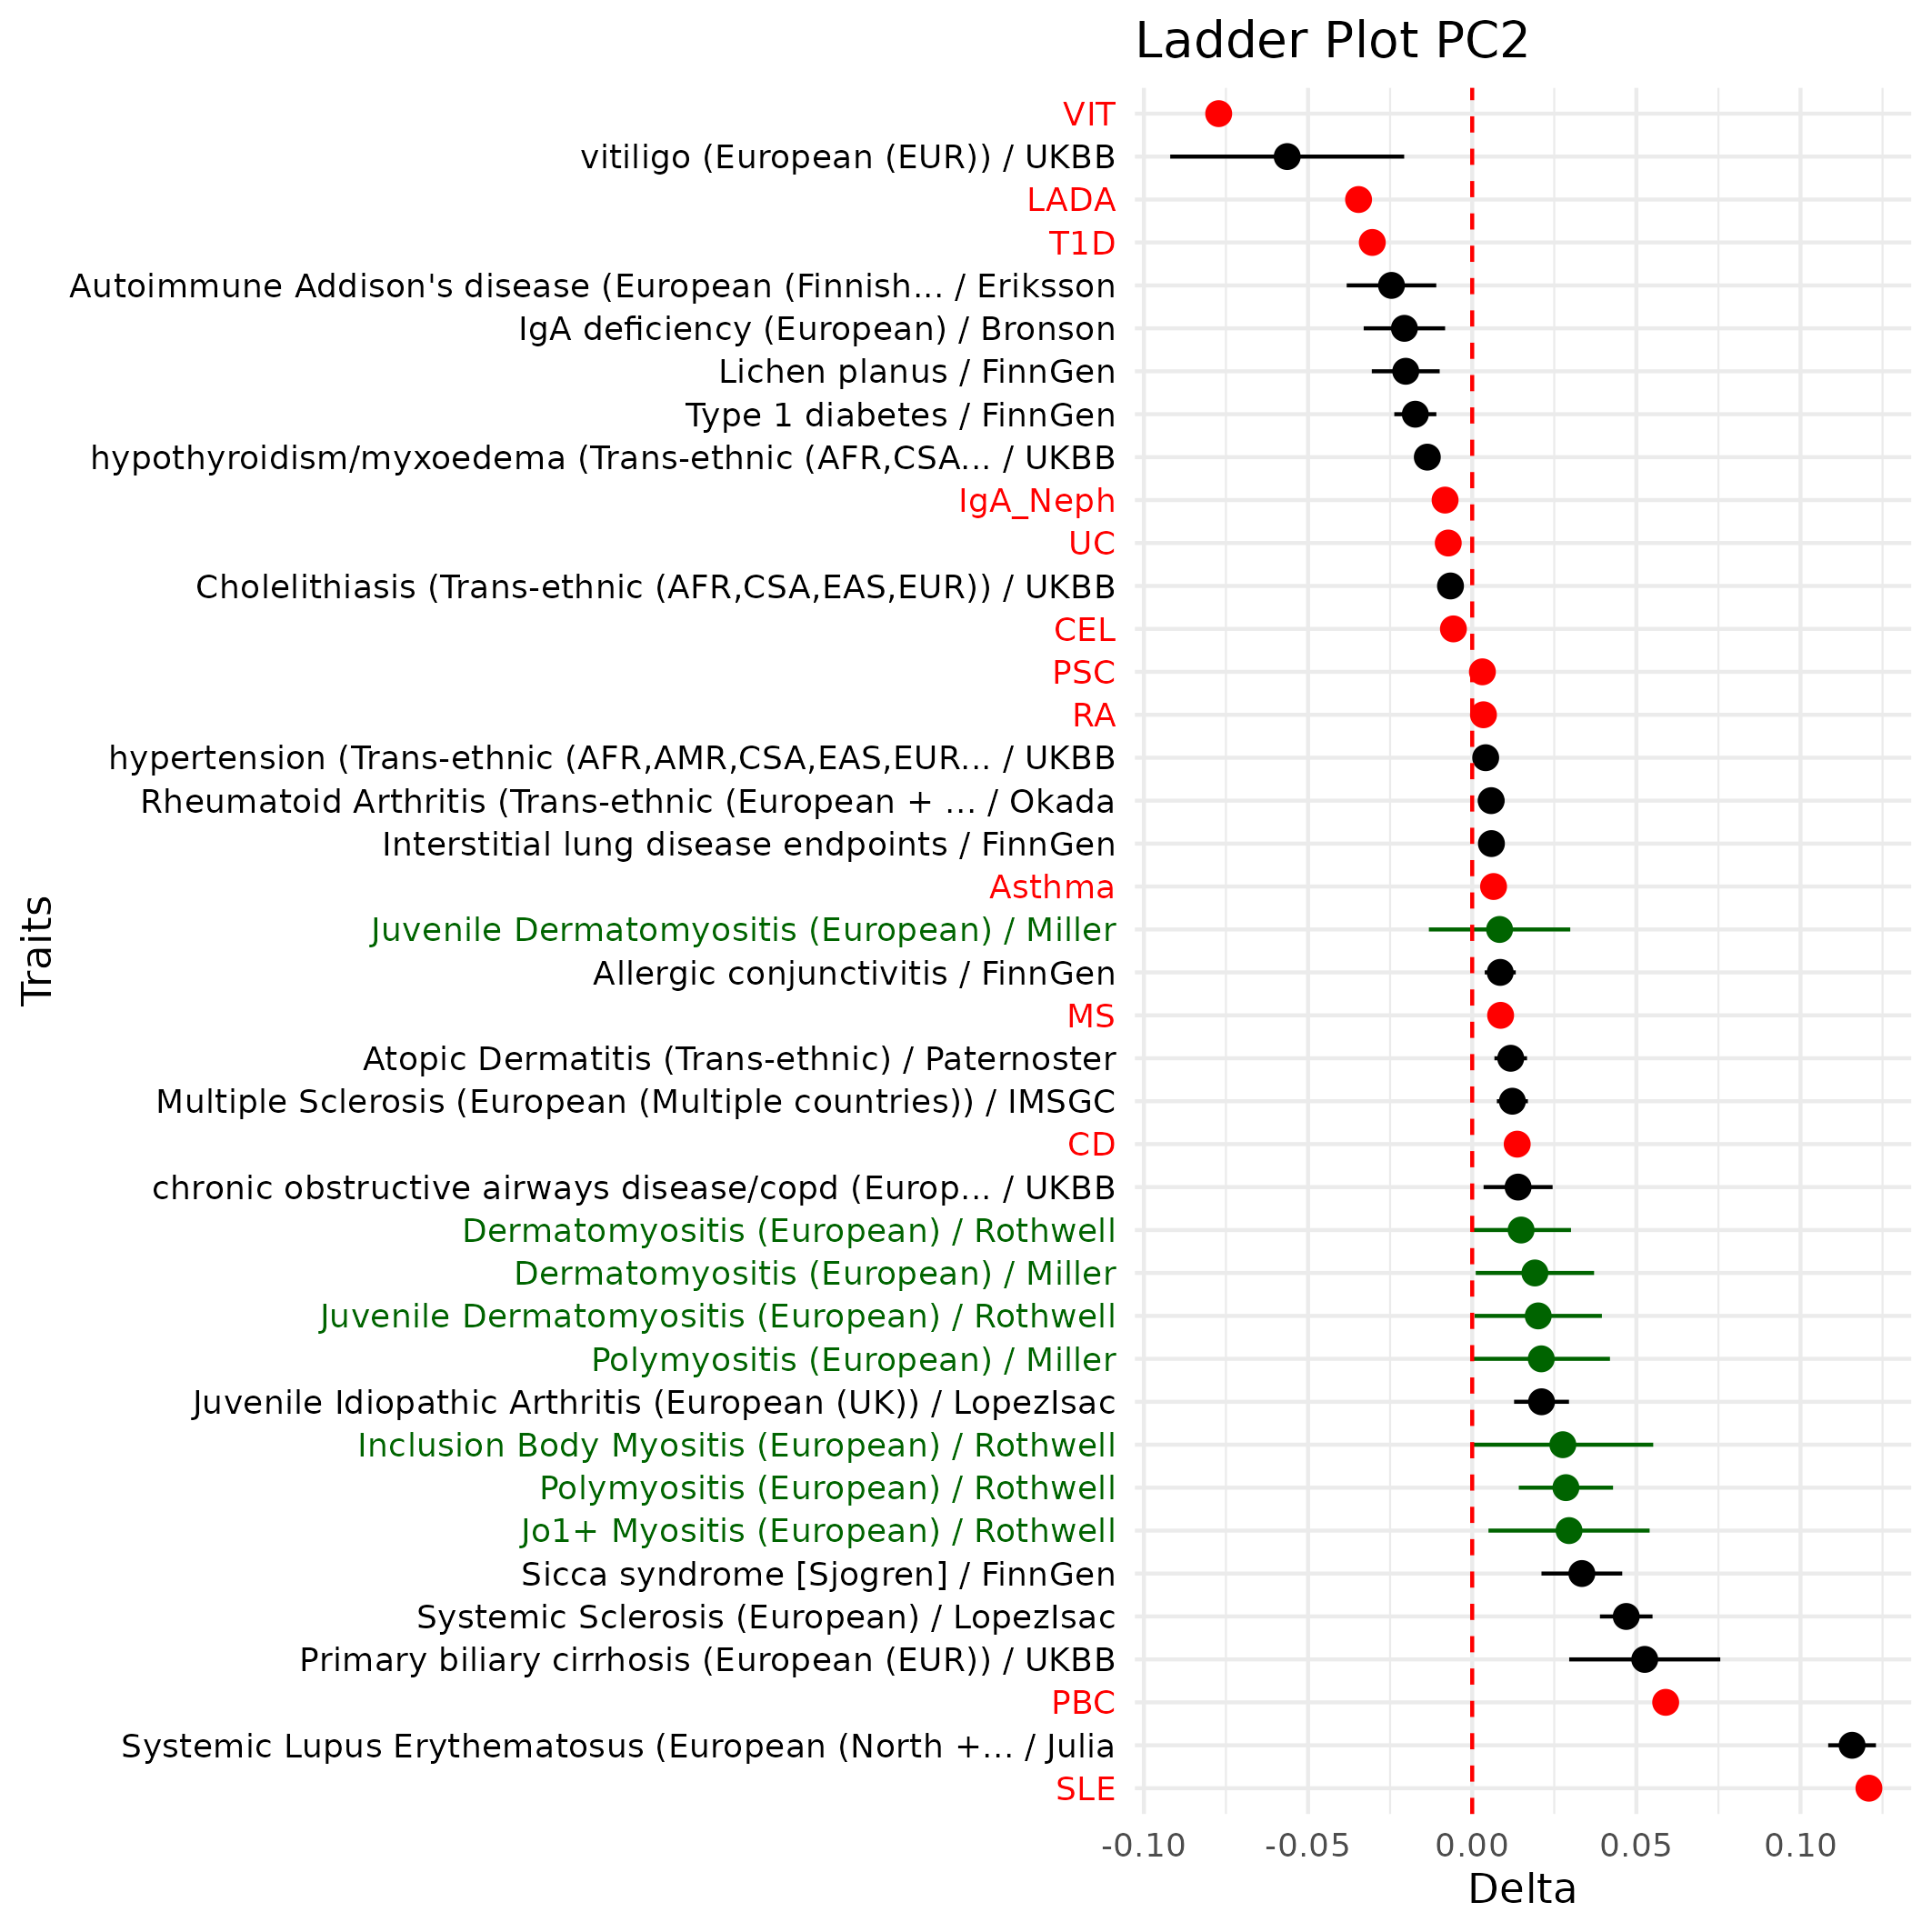 Ladder Plot PC2
VIT
vitiligo (European (EUR)) / UKBB
LADA
T1D
Autoimmune Addison's disease (European (Finnish... / Eriksson
IgA deficiency (European) / Bronson
Lichen planus / FinnGen
Type 1 diabetes / FinnGen
hypothyroidism/myxoedema (Trans-ethnic (AFR,CSA... / UKBB
IgA_Neph
UC
Cholelithiasis (Trans-ethnic (AFR,CSA,EAS,EUR)) / UKBB
CEL
PSC
RA
hypertension (Trans-ethnic (AFR,AMR,CSA,EAS,EUR... / UKBB
Rheumatoid Arthritis (Trans-ethnic (European + ... / Okada
Interstitial lung disease endpoints / FinnGen
Asthma
Juvenile Dermatomyositis (European) / Miller
Allergic conjunctivitis / FinnGen
MS
Atopic Dermatitis (Trans-ethnic) / Paternoster
Multiple Sclerosis (European (Multiple countries)) / IMSGC
CD
chronic obstructive airways disease/copd (Europ... / UKBB
Dermatomyositis (European) / Rothwell
Dermatomyositis (European) / Miller
Juvenile Dermatomyositis (European) / Rothwell
Polymyositis (European) / Miller
Juvenile Idiopathic Arthritis (European (UK)) / LopezIsac
Inclusion Body Myositis (European) / Rothwell
Polymyositis (European) / Rothwell
Jo1+ Myositis (European) / Rothwell
Sicca syndrome [Sjogren] / FinnGen
Systemic Sclerosis (European) / LopezIsac
Primary biliary cirrhosis (European (EUR)) / UKBB
PBC
Systemic Lupus Erythematosus (European (North +... / Julia
SLE
Traits
-0.10 -0.05 0.00 0.05 0.10
Delta